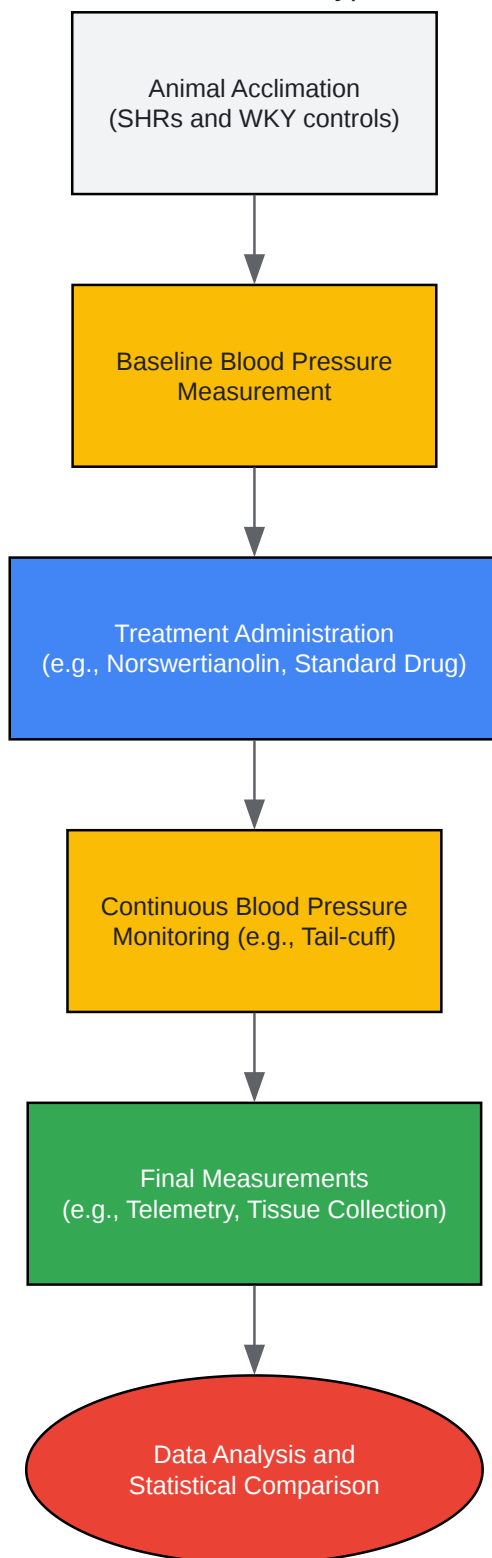 Animal Acclimation
(SHRs and WKY controls)
Baseline Blood Pressure
Measurement
Treatment Administration
(e.g., Norswertianolin, Standard Drug)
Continuous Blood Pressure
Monitoring (e.g., Tail-cuff)
Final Measurements
(e.g., Telemetry, Tissue Collection)
Data Analysis and
Statistical Comparison